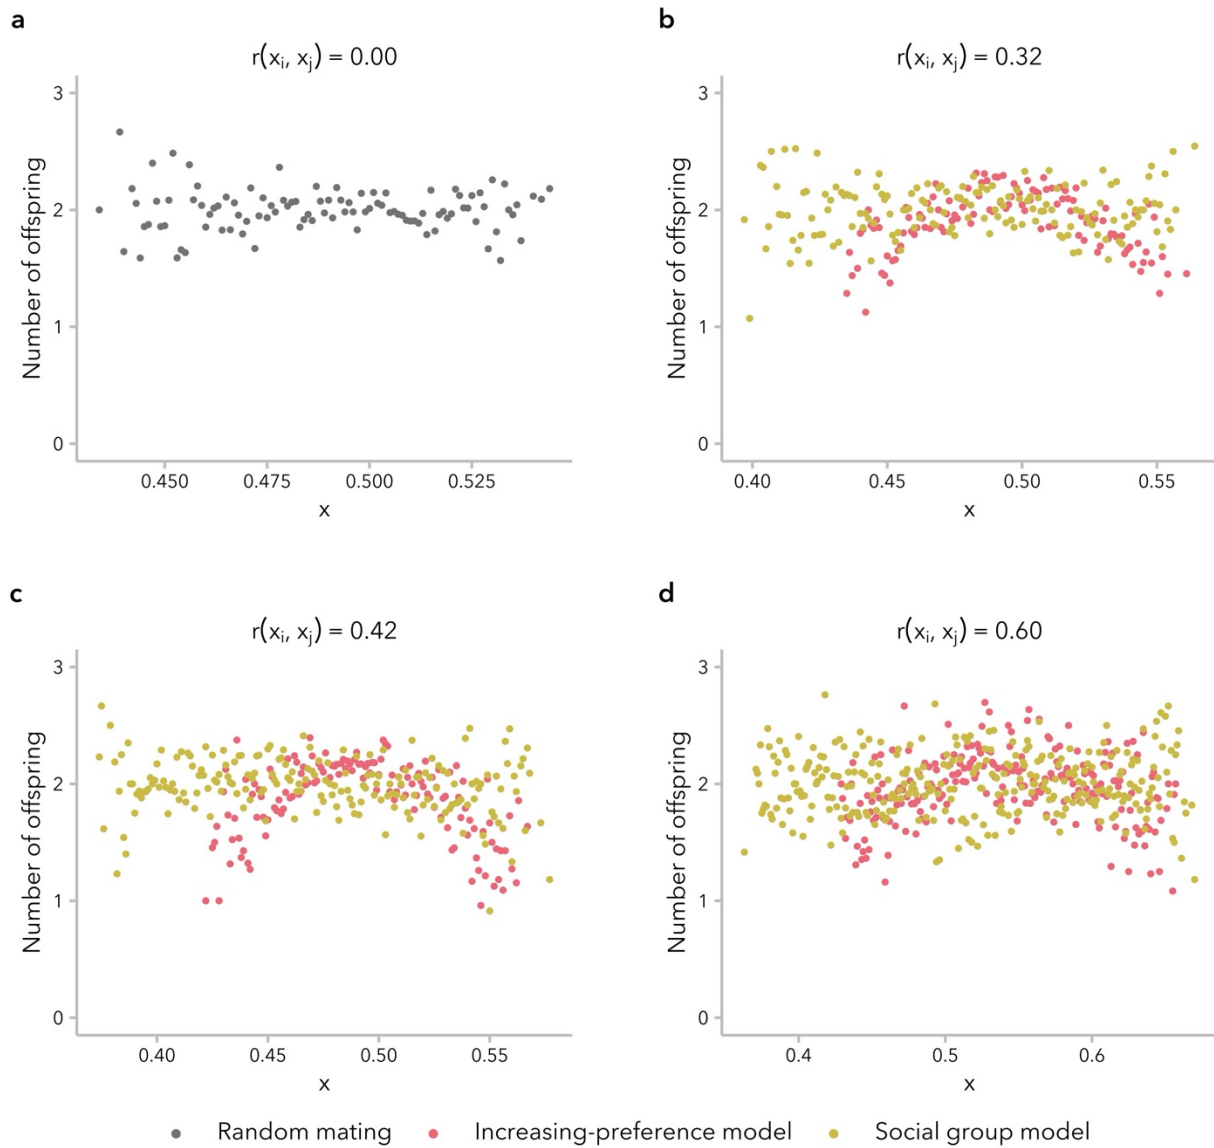 a
r(xᵢ, xⱼ) = 0.00
3
2
1
0
Number of offspring
0.450 0.475 0.500 0.525
x
b
r(xᵢ, xⱼ) = 0.32
3
2
1
0
Number of offspring
0.40 0.45 0.50 0.55
x
c
r(xᵢ, xⱼ) = 0.42
3
2
1
0
Number of offspring
0.40 0.45 0.50 0.55
x
d
r(xᵢ, xⱼ) = 0.60
3
2
1
0
Number of offspring
0.4 0.5 0.6
x
Random mating Increasing-preference model Social group model